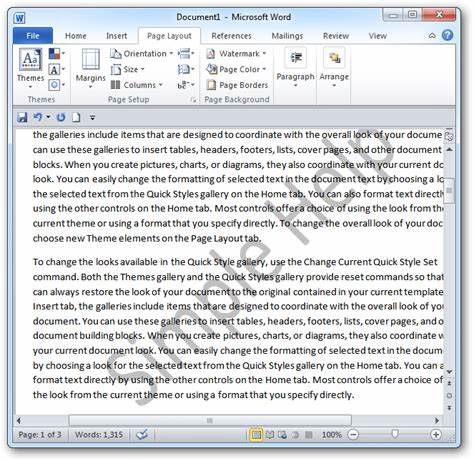 Document1 - Microsoft Word
File Home Insert Page Layout References Mailings Review
Themes Margins Orientation Size Columns Watermark Page Color Page Borders Paragraph Arrange
Themes Page Setup Page Background
the galleries include items that are designed to coordinate with the overall look of your docume
can use these galleries to insert tables, headers, footers, lists, cover pages, and other document
blocks. When you create pictures, charts, or diagrams, they also coordinate with your current dc
look. You can easily change the formatting of selected text in the document text by choosing a lo
the selected text from the Quick Styles gallery on the Home tab. You can also format text directl
using the other controls on the Home tab. Most controls offer a choice of using the look from the
current theme or using a format that you specify directly. To change the overall look of your doc
choose new Theme elements on the Page Layout tab.
To change the looks available in the Quick Style gallery, use the Change Current Quick Style Set
command. Both the Themes gallery and the Quick Styles gallery provide reset commands so that
can always restore the look of your document to the original contained in your current template
Insert tab, the galleries include items that are designed to coordinate with the overall look of yo
document. You can use these galleries to insert tables, headers, footers, lists, cover pages, and o
document building blocks. When you create pictures, charts, or diagrams, they also coordinate w
your current document look. You can easily change the formatting of selected text in the docum
by choosing a look for the selected text from the Quick Styles gallery on the Home tab. You can a
format text directly by using the other controls on the Home tab. Most controls offer a choice of
the look from the current theme or using a format that you specify directly.
Simple Help
Page: 1 of 3 Words: 1,315 100%